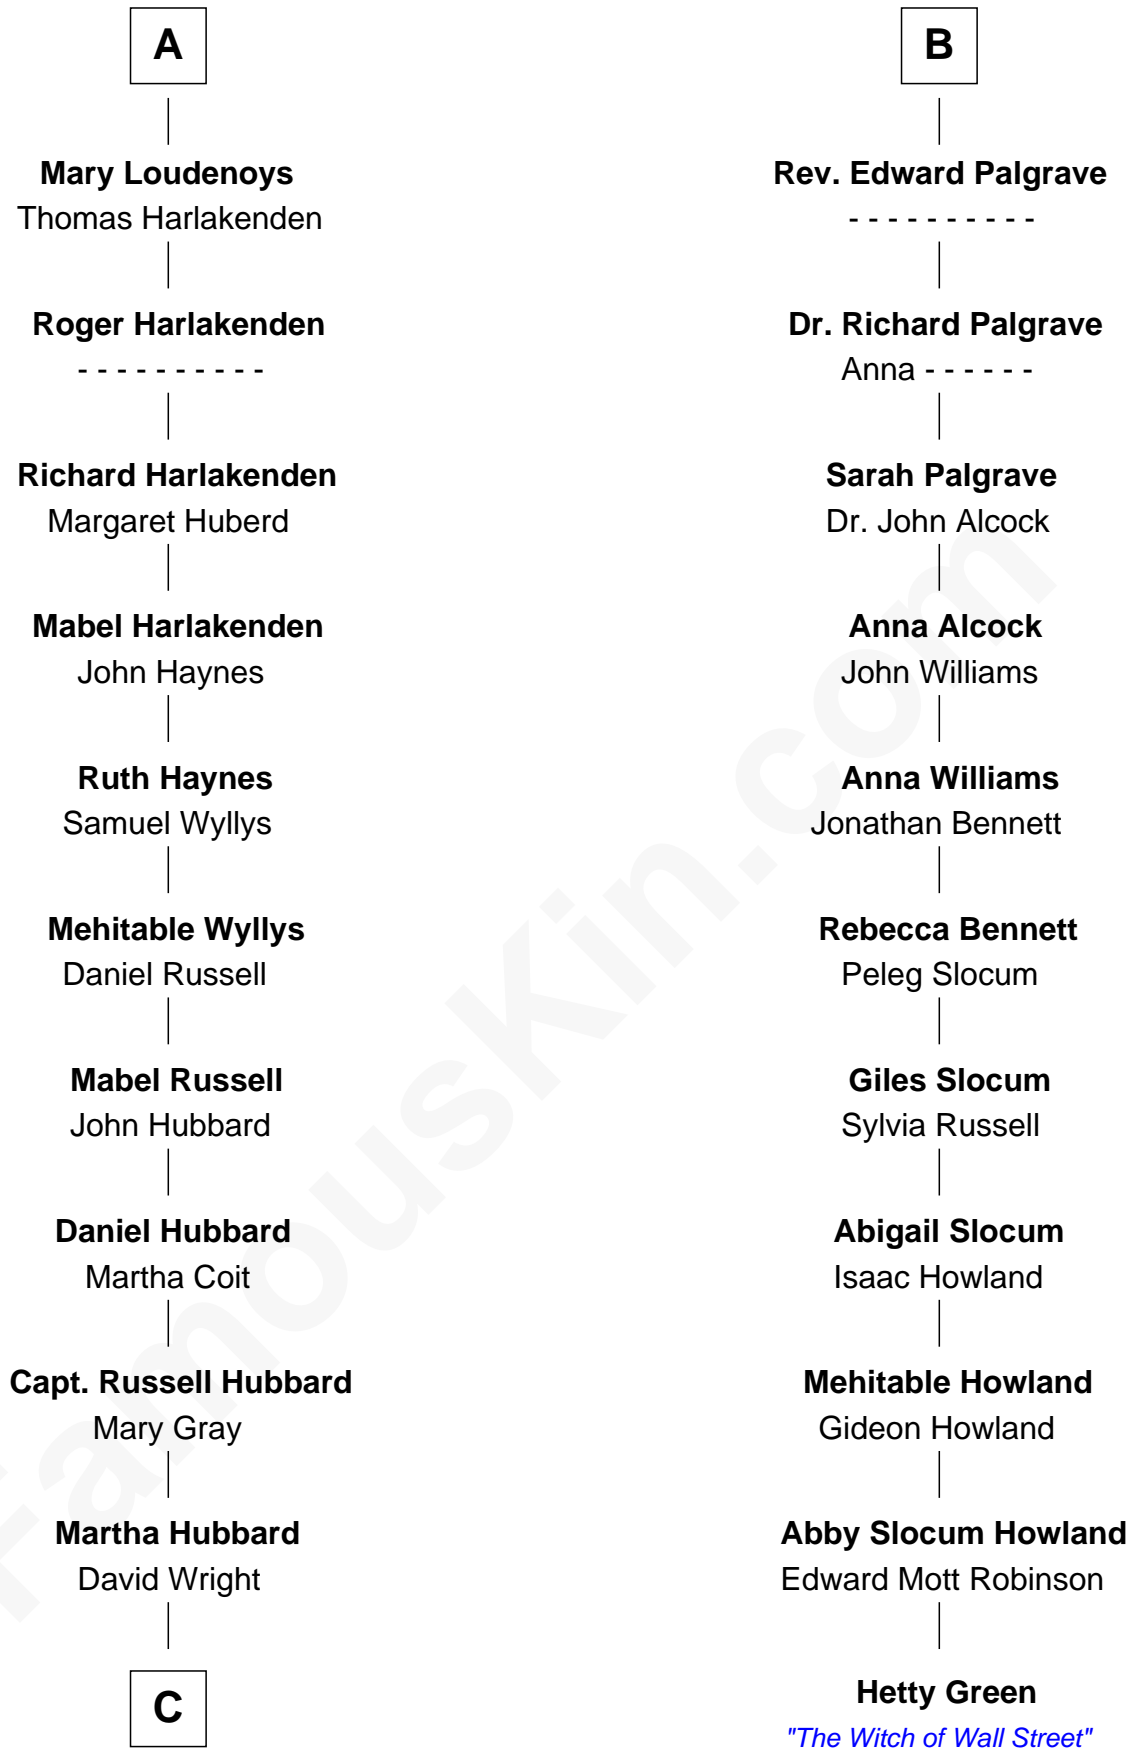 A
Mary Loudenoys
Thomas Harlakenden
Roger Harlakenden
- - - - - - - - - -
Richard Harlakenden
Margaret Huberd
Mabel Harlakenden
John Haynes
Ruth Haynes
Samuel Wyllys
Mehitable Wyllys
Daniel Russell
Mabel Russell
John Hubbard
Daniel Hubbard
Martha Coit
Capt. Russell Hubbard
Mary Gray
Martha Hubbard
David Wright
C
B
Rev. Edward Palgrave
- - - - - - - - - -
Dr. Richard Palgrave
Anna - - - - - -
Sarah Palgrave
Dr. John Alcock
Anna Alcock
John Williams
Anna Williams
Jonathan Bennett
Rebecca Bennett
Peleg Slocum
Giles Slocum
Sylvia Russell
Abigail Slocum
Isaac Howland
Mehitable Howland
Gideon Howland
Abby Slocum Howland
Edward Mott Robinson
Hetty Green
"The Witch of Wall Street"
FamousKin.com